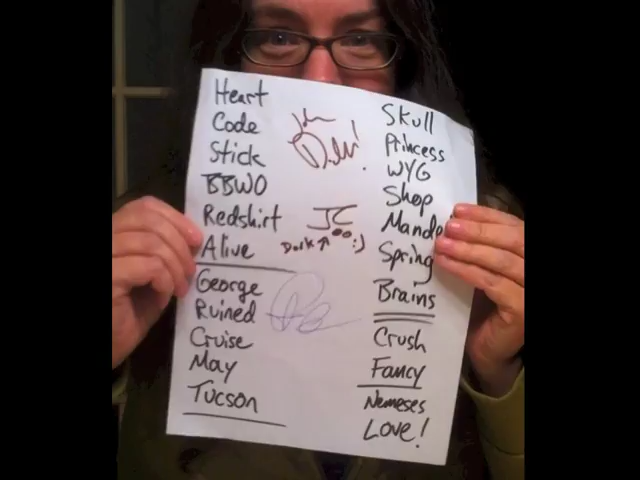 Heart
Code
Stick
BBWO
Redshirt
Alive
George
Ruined
Cruise
May
Tucson
John
JC
Dork ↑ :)
Skull
Princess
WYG
Shop
Spring
Brains
Crush
Fancy
Nemeses
Love!